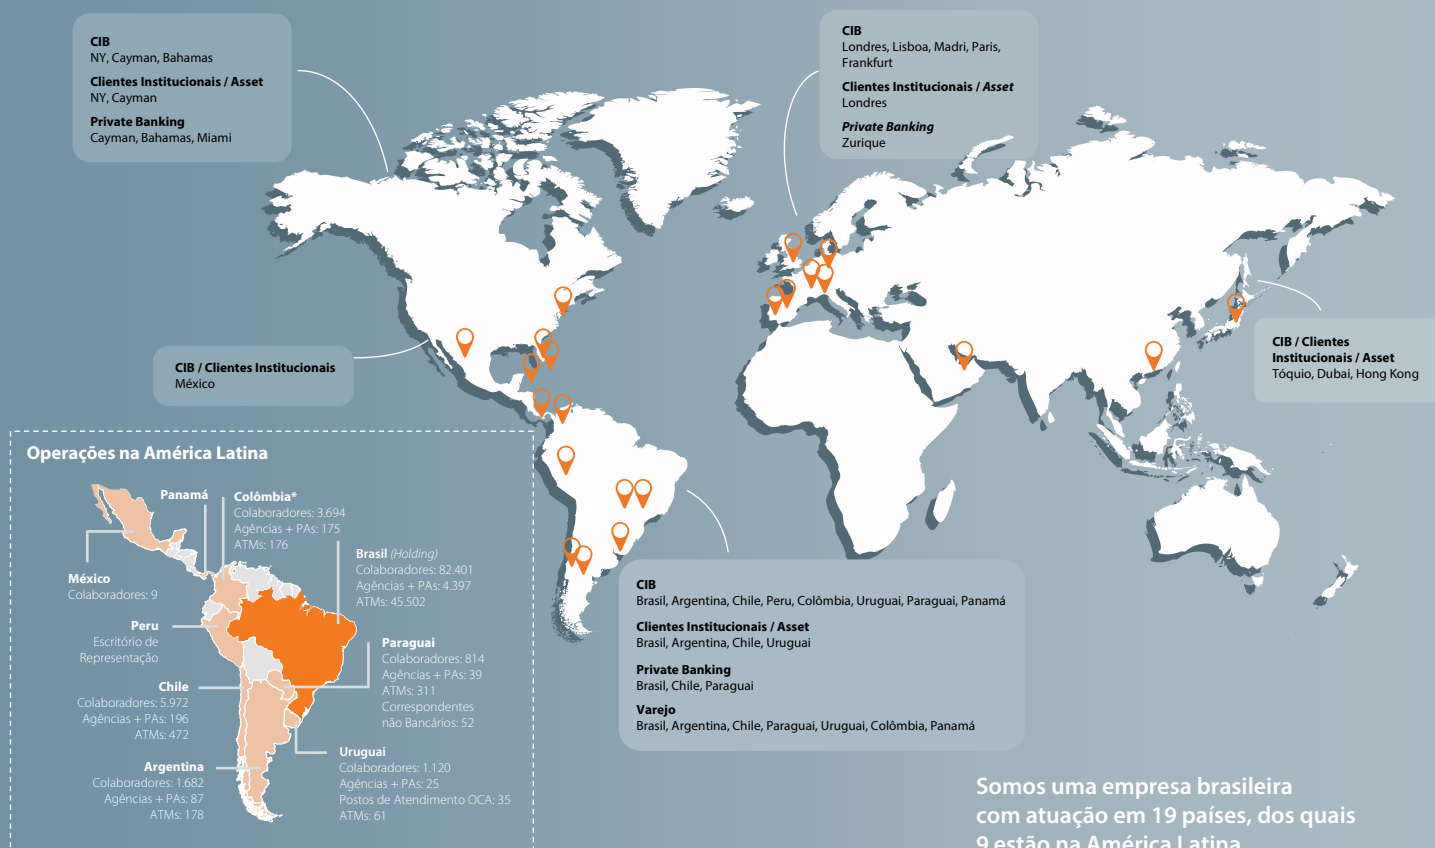 CIB
NY, Cayman, Bahamas
Clientes Institucionais / Asset
NY, Cayman
Private Banking
Cayman, Bahamas, Miami
CIB
Londres, Lisboa, Madri, Paris,
Frankfurt
Clientes Institucionais / Asset
Londres
Private Banking
Zurique
CIB / Clientes Institucionais
México
CIB / Clientes
Institucionais / Asset
Tóquio, Dubai, Hong Kong
Operações na América Latina
Panamá
Colômbia*
Colaboradores: 3.694
Agências + PAs: 175
ATMs: 176
Brasil (Holding)
Colaboradores: 82.401
Agências + PAs: 4.397
ATMs: 45.502
México
Colaboradores: 9
Peru
Escritório de
Representação
Paraguai
Colaboradores: 814
Agências + PAs: 39
ATMs: 311
Correspondentes
não Bancários: 52
Chile
Colaboradores: 5.972
Agências + PAs: 196
ATMs: 472
Uruguai
Colaboradores: 1.120
Agências + PAs: 25
Postos de Atendimento OCA: 35
ATMs: 61
Argentina
Colaboradores: 1.682
Agências + PAs: 87
ATMs: 178
CIB
Brasil, Argentina, Chile, Peru, Colômbia, Uruguai, Paraguai, Panamá
Clientes Institucionais / Asset
Brasil, Argentina, Chile, Uruguai
Private Banking
Brasil, Chile, Paraguai
Varejo
Brasil, Argentina, Chile, Paraguai, Uruguai, Colômbia, Panamá
Somos uma empresa brasileira
com atuação em 19 países, dos quais
9 estão na América Latina